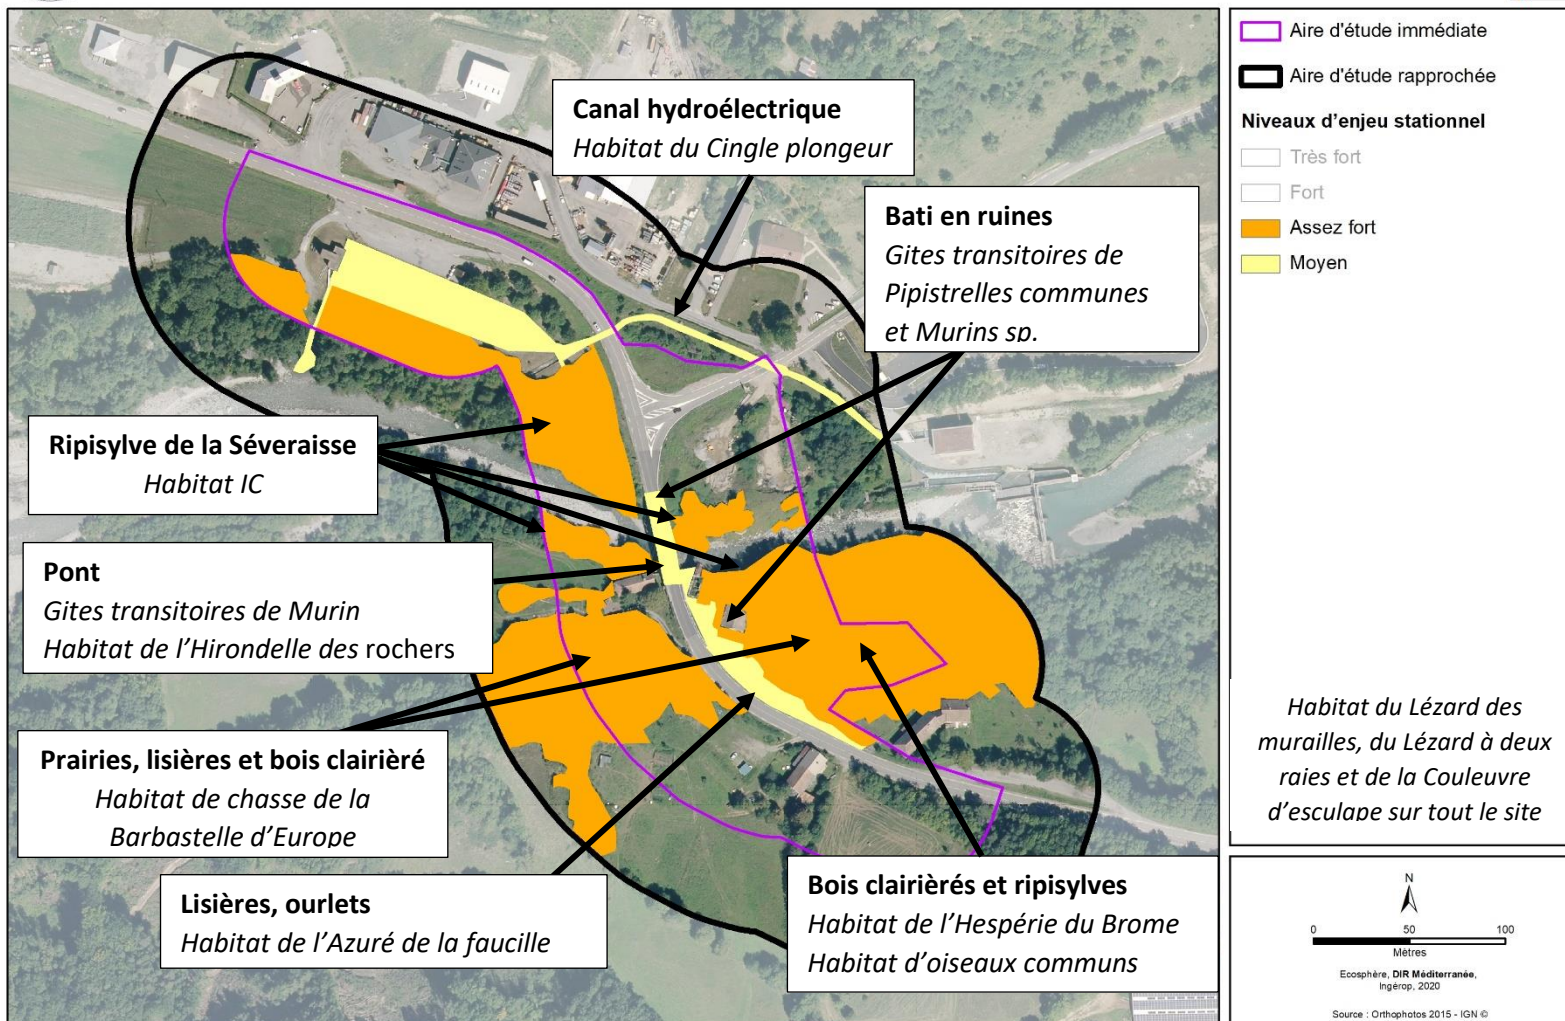 Canal hydroélectrique
Habitat du Cingle plongeur
Bati en ruines
Gites transitoires de
Pipistrelles communes
et Murins sp.
Ripisylve de la Séveraisse
Habitat IC
Pont
Gites transitoires de Murin
Habitat de l'Hirondelle des rochers
Prairies, lisières et bois clairièré
Habitat de chasse de la
Barbastelle d'Europe
Lisières, ourlets
Habitat de l'Azuré de la faucille
Bois clairièrés et ripisylves
Habitat de l'Hespérie du Brome
Habitat d'oiseaux communs
Aire d'étude immédiate
Aire d'étude rapprochée
Niveaux d'enjeu stationnel
Très fort
Fort
Assez fort
Moyen
Habitat du Lézard des
murailles, du Lézard à deux
raies et de la Couleuvre
d'esculape sur tout le site
N
0 50 100
Mètres
Ecosphère, DIR Méditerranée,
Ingérop, 2020
Source : Orthophotos 2015 - IGN ©